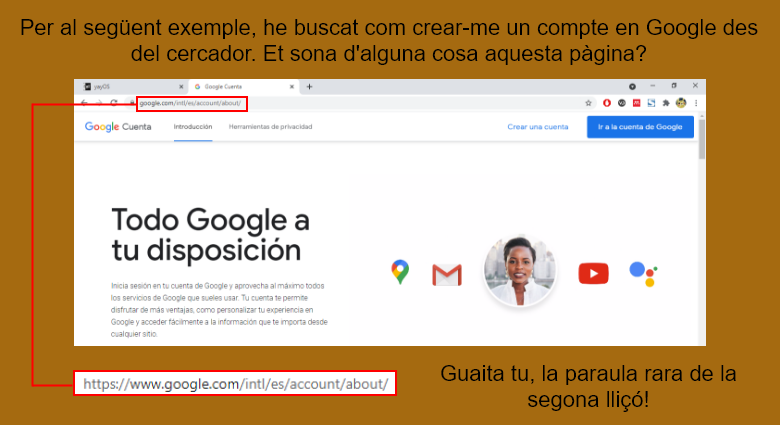 Per al següent exemple, he buscat com crear-me un compte en Google des
del cercador. Et sona d'alguna cosa aquesta pàgina?
yayOS
Google Cuenta
google.com/intl/es/account/about/
Google Cuenta
Introducción
Herramientas de privacidad
Crear una cuenta
Ir a la cuenta de Google
Todo Google a
tu disposición
Inicia sesión en tu cuenta de Google y aprovecha al máximo todos
los servicios de Google que sueles usar. Tu cuenta te permite
disfrutar de más ventajas, como personalizar tu experiencia en
Google y acceder fácilmente a la información que te importa desde
cualquier sitio.
https://www.google.com/intl/es/account/about/
Guaita tu, la paraula rara de la
segona lliçó!